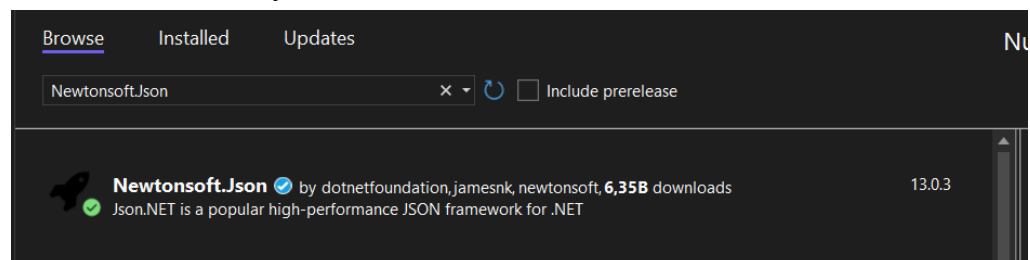 Browse Installed Updates
Nu
Newtonsoft.Json
Include prerelease
Newtonsoft.Json by dotnetfoundation, jamesnk, newtonsoft, 6,35B downloads 13.0.3
Json.NET is a popular high-performance JSON framework for .NET